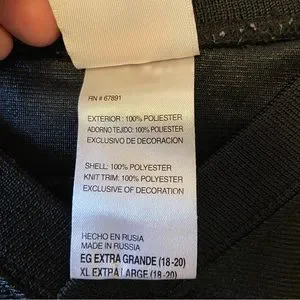 RN # 67891
EXTERIOR: 100% POLIESTER
ADORNO TEJIDO: 100% POLIESTER
EXCLUSIVO DE DECORACIÓN
SHELL: 100% POLYESTER
KNIT TRIM: 100% POLYESTER
EXCLUSIVE OF DECORATION
HECHO EN RUSIA
MADE IN RUSSIA
EG EXTRA GRANDE (18-20)
XL EXTRA LARGE (18-20)